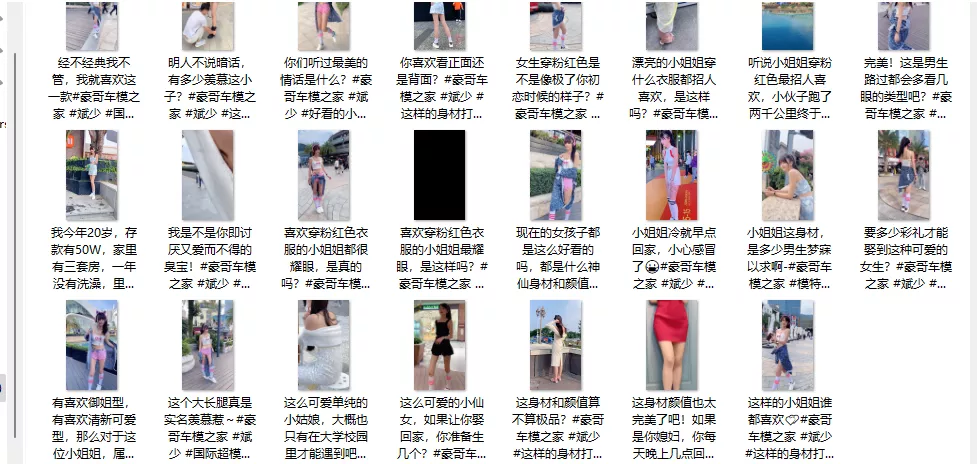 经不经典我不
管，我就喜欢这
一款#豪哥车模之
家 #斌少 #国...
明人不说暗话，
有多少羡慕这小
子？#豪哥车模之
家 #斌少 #这...
你们听过最美的
情话是什么？#豪
哥车模之家 #斌
少 #好看的小...
你喜欢看正面还
是背面？#豪哥车
模之家 #斌少 #
这样的身材打...
女生穿粉红色是
不是像极了你初
恋时候的样子？#
豪哥车模之家 ...
漂亮的小姐姐穿
什么衣服都招人
喜欢，是这样
吗？#豪哥车模...
听说小姐姐穿粉
红色最招人喜
欢，小伙子跑了
两千公里终于...
完美！这是男生
路过都会多看几
眼的类型吧？#豪
哥车模之家 #...
rs
我今年20岁，存
款有50W，家里
有三套房，一年
没有洗澡，里...
我是不是你即讨
厌又爱而不得的
臭宝！#豪哥车模
之家 #斌少 #...
喜欢穿粉红色衣
服的小姐姐都很
耀眼，是真的
吗？#豪哥车模...
喜欢穿粉红色衣
服的小姐姐最耀
眼，是这样吗？#
豪哥车模之家 ...
现在的女孩子都
是这么好看的
吗，都是什么神
仙身材和颜值...
小姐姐冷就早点
回家，小心感冒
了😀#豪哥车模
之家 #斌少 #...
小姐姐这身材，
是多少男生梦寐
以求啊-#豪哥车
模之家 #模特...
要多少彩礼才能
娶到这种可爱的
女生？#豪哥车模
之家 #斌少 #...
有喜欢御姐型，
有喜欢清新可爱
型，那么对于这
位小姐姐，属...
这个大长腿真是
实名羡慕惹～#豪
哥车模之家 #斌
少 #国际超模...
这么可爱单纯的
小姑娘，大概也
只有在大学校园
里才能遇到吧...
这么可爱的小仙
女，如果让你娶
回家，你准备生
几个？#豪哥车...
这身材和颜值算
不算极品？#豪哥
车模之家 #斌少
#这样的身材打...
这身材颜值也太
完美了吧！如果
是你媳妇，你每
天晚上几点回...
这样的小姐姐谁
都喜欢♡#豪哥
车模之家 #斌少
#这样的身材打...